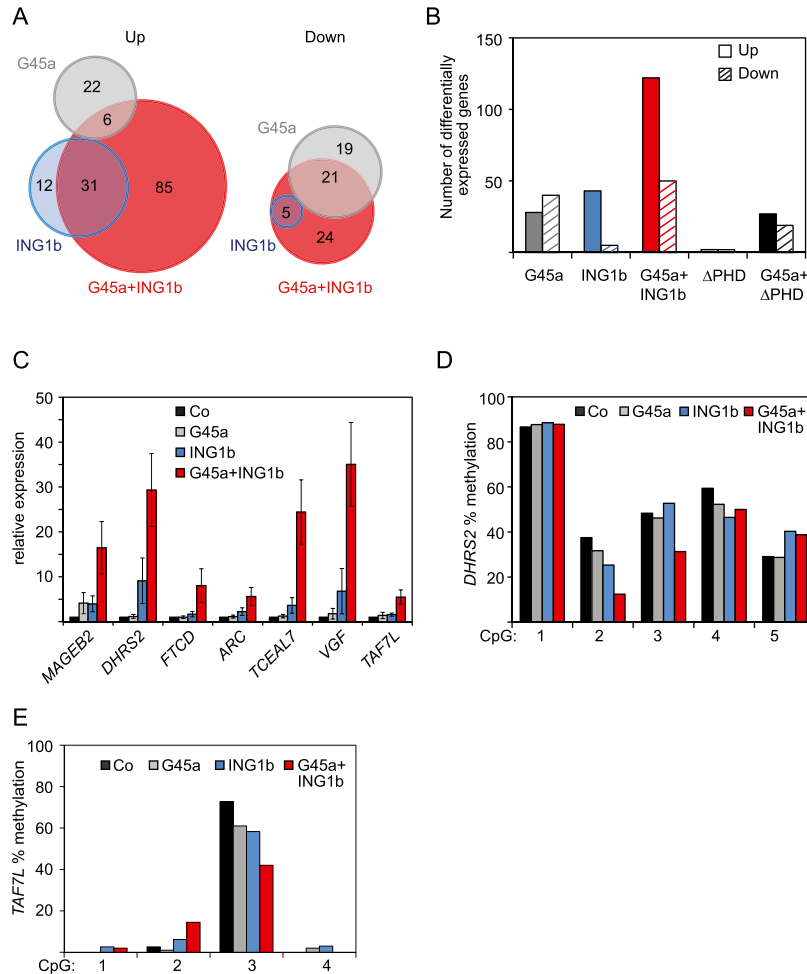 A
Up
Down
G45a
22
6
12
31
85
ING1b
G45a+ING1b
G45a
19
21
5
24
ING1b
G45a+ING1b
B
Number of differentially
expressed genes
150
100
50
Up
Down
G45a
ING1b
G45a+
ING1b
ΔPHD
G45a+
ΔPHD
C
relative expression
50
40
30
20
10
Co
G45a
ING1b
G45a+ING1b
MAGEB2
DHRS2
FTCD
ARC
TCEAL7
VGF
TAF7L
D
DHRS2 % methylation
100
80
60
40
20
Co
G45a
ING1b
G45a+
ING1b
CpG:
1
2
3
4
5
E
TAF7L % methylation
100
80
60
40
20
Co
G45a
ING1b
G45a+
ING1b
CpG:
1
2
3
4